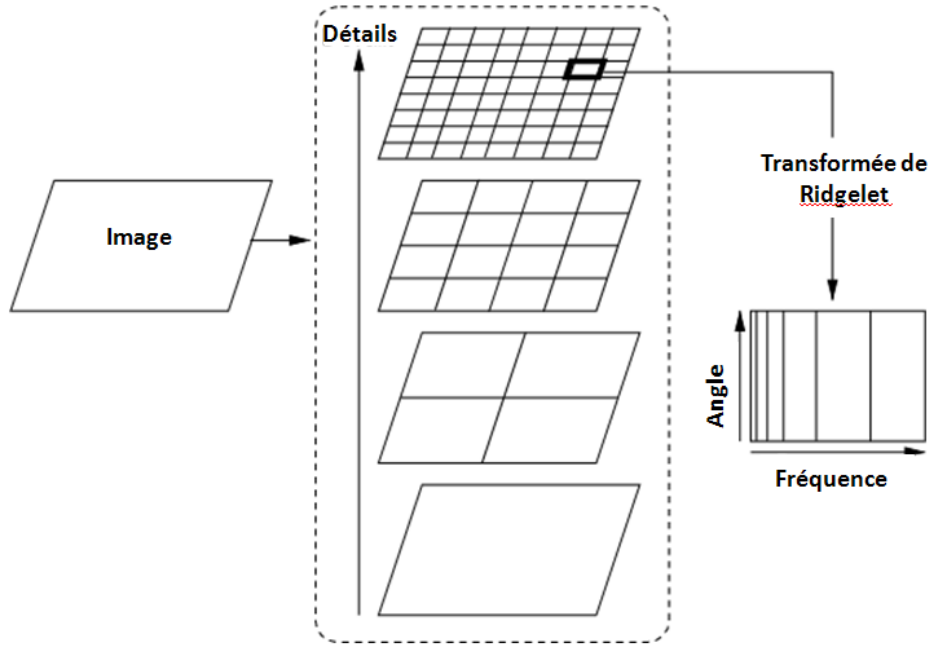 Détails
Image
Transformée de
Ridgelet
Angle
Fréquence